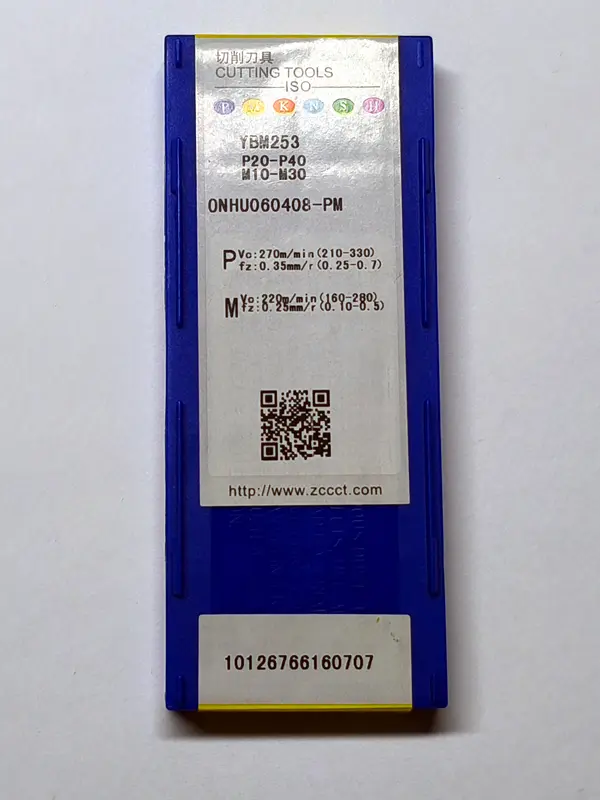 切削刀具
CUTTING TOOLS
ISO
P M K N S H
YBM253
P20-P40
M10-M30
ONHU060408-PM
P Vc:270m/min(210-330)
fz:0.35mm/r(0.25-0.7)
M Vc:220m/min(160-280)
fz:0.25mm/r(0.10-0.5)
http://www.zccct.com
10126766160707